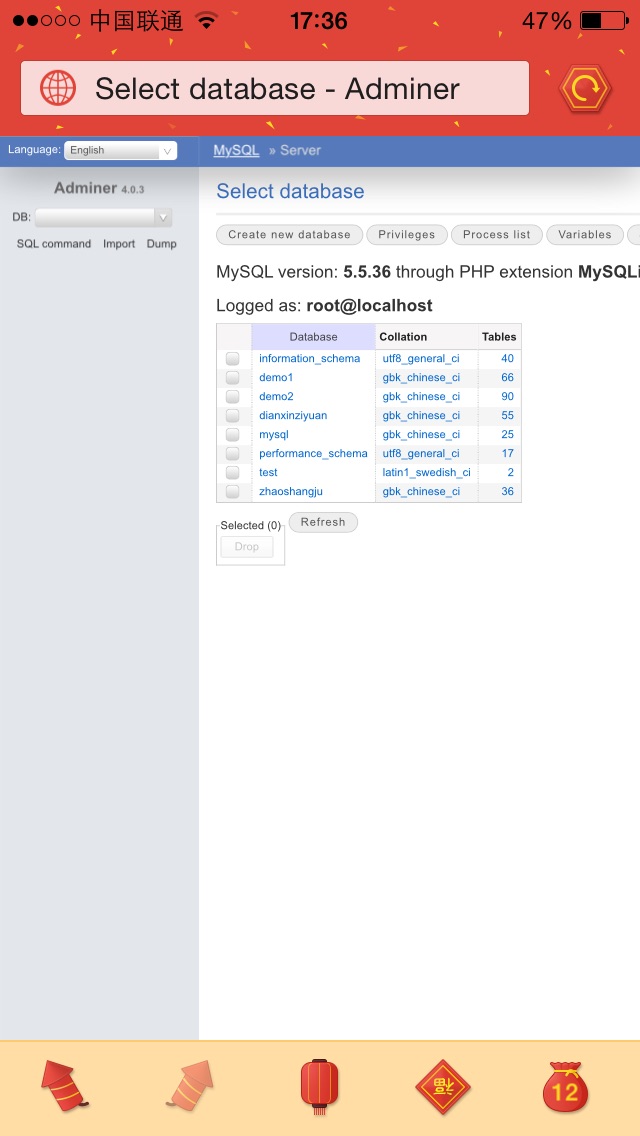 中国联通 17:36 47%
Select database - Adminer
Language: English MySQL » Server
Adminer 4.0.3
DB:
SQL command Import Dump
Select database
Create new database Privileges Process list Variables
MySQL version: 5.5.36 through PHP extension MySQLi
Logged as: root@localhost
Database Collation Tables
information_schema utf8_general_ci 40
demo1 gbk_chinese_ci 66
demo2 gbk_chinese_ci 90
dianxinziyuan gbk_chinese_ci 55
mysql gbk_chinese_ci 25
performance_schema utf8_general_ci 17
test latin1_swedish_ci 2
zhaoshangju gbk_chinese_ci 36
Selected (0) Refresh
Drop
福 12